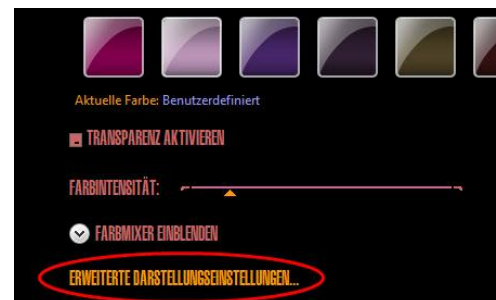 Aktuelle Farbe: Benutzerdefiniert
TRANSPARENZ AKTIVIEREN
FARBINTENSITÄT:
FARBMIXER EINBLENDEN
ERWEITERTE DARSTELLUNGSEINSTELLUNGEN...